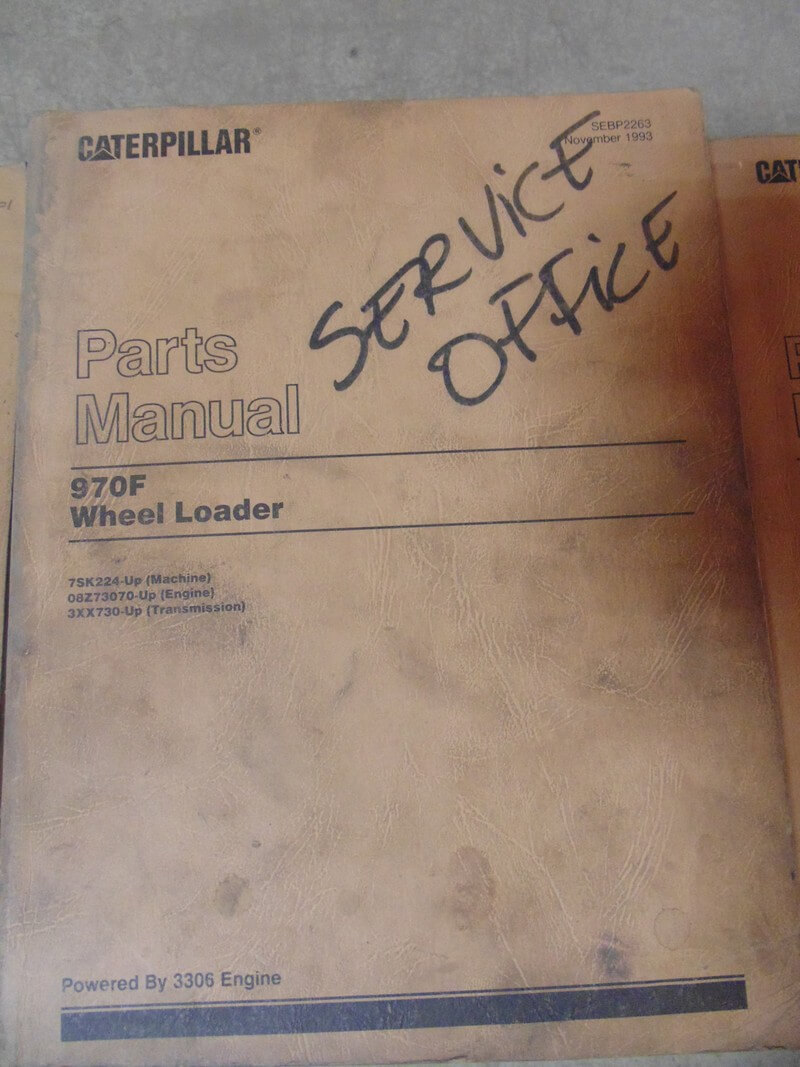 CATERPILLAR®
SEBP2263
November 1993
SERVICE
OFFICE
Parts
Manual
970F
Wheel Loader
7SK224-Up (Machine)
08Z73070-Up (Engine)
3XX730-Up (Transmission)
Powered By 3306 Engine
CAT